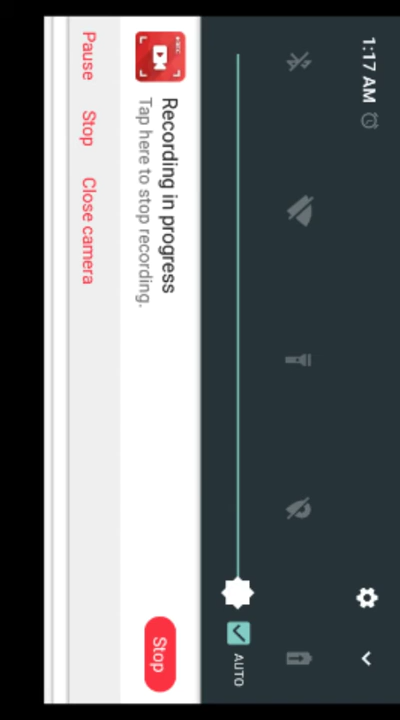 1:17 AM
AUTO
Recording in progress
Tap here to stop recording.
Stop
Pause Stop Close camera